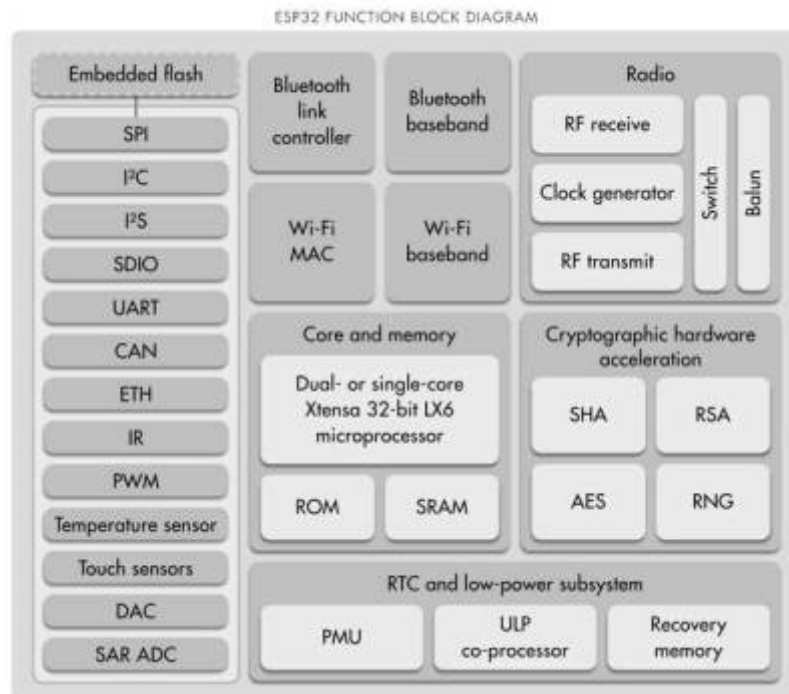 ESP32 FUNCTION BLOCK DIAGRAM
Embedded flash
SPI
I²C
I²S
SDIO
UART
CAN
ETH
IR
PWM
Temperature sensor
Touch sensors
DAC
SAR ADC
Bluetooth
link
controller
Bluetooth
baseband
Wi-Fi
MAC
Wi-Fi
baseband
Radio
RF receive
Clock generator
RF transmit
Switch
Balun
Core and memory
Dual- or single-core
Xtensa 32-bit LX6
microprocessor
ROM
SRAM
Cryptographic hardware
acceleration
SHA
RSA
AES
RNG
RTC and low-power subsystem
PMU
ULP
co-processor
Recovery
memory